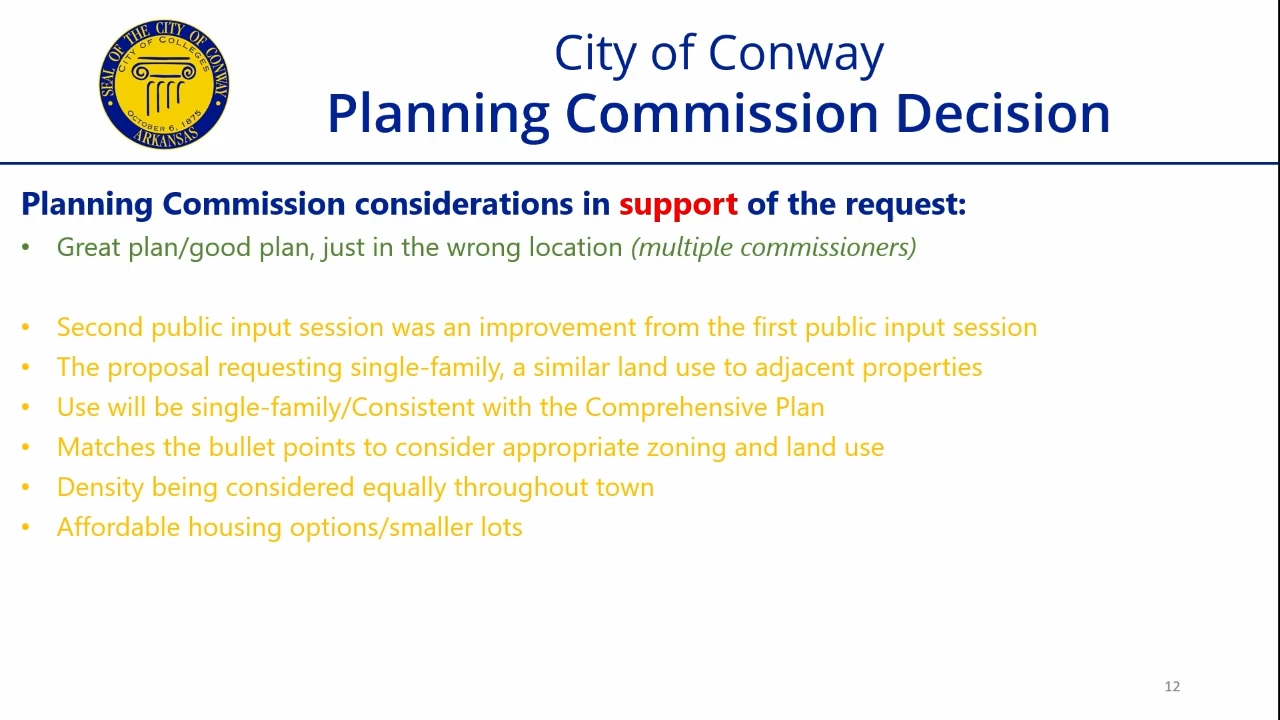 SEAL OF THE CITY OF CONWAY
CITY OF COLLEGES
OCTOBER 6, 1875
ARKANSAS
City of Conway
Planning Commission Decision
Planning Commission considerations in support of the request:
• Great plan/good plan, just in the wrong location (multiple commissioners)
• Second public input session was an improvement from the first public input session
• The proposal requesting single-family, a similar land use to adjacent properties
• Use will be single-family/Consistent with the Comprehensive Plan
• Matches the bullet points to consider appropriate zoning and land use
• Density being considered equally throughout town
• Affordable housing options/smaller lots
12